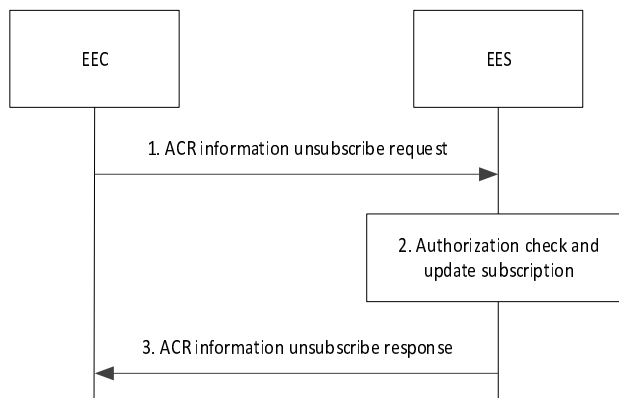 EEC
EES
1. ACR information unsubscribe request
2. Authorization check and
update subscription
3. ACR information unsubscribe response